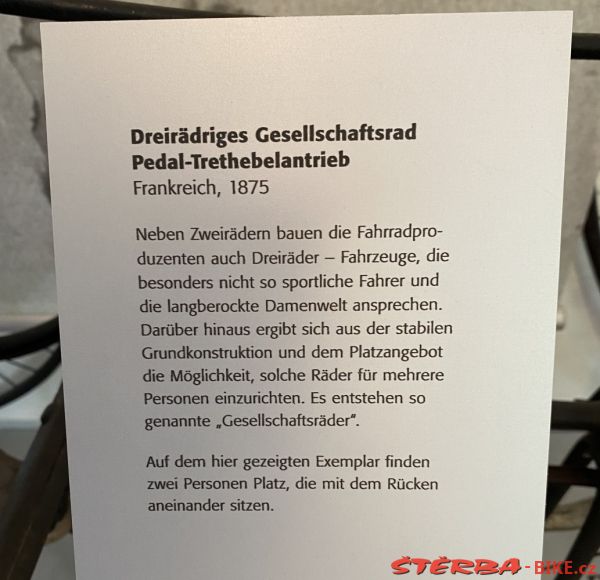 Dreirädriges Gesellschaftsrad
Pedal-Trethebelantrieb
Frankreich, 1875
Neben Zweirädern bauen die Fahrradpro-
duzenten auch Dreiräder – Fahrzeuge, die
besonders nicht so sportliche Fahrer und
die langberockte Damenwelt ansprechen.
Darüber hinaus ergibt sich aus der stabilen
Grundkonstruktion und dem Platzangebot
die Möglichkeit, solche Räder für mehrere
Personen einzurichten. Es entstehen so
genannte „Gesellschaftsräder“.
Auf dem hier gezeigten Exemplar finden
zwei Personen Platz, die mit dem Rücken
aneinander sitzen.
ŠTĚRBA-BIKE.cz